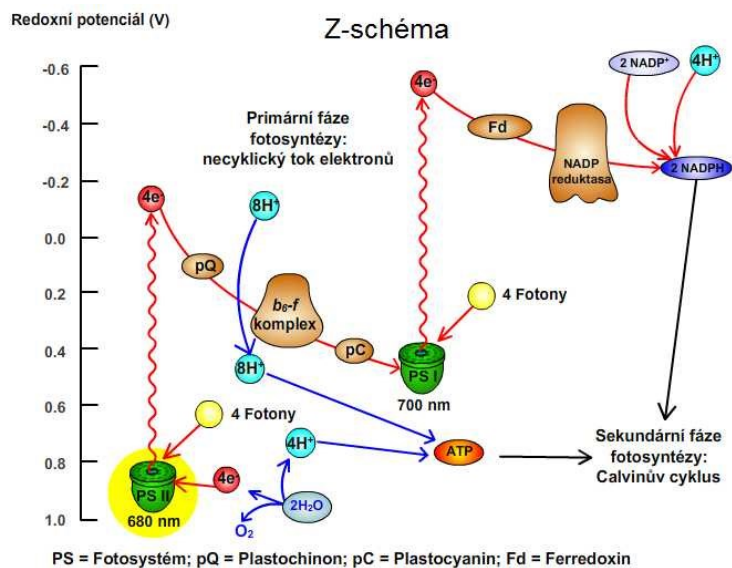 Redoxní potenciál (V)
Z-schéma
-0.6
-0.4
-0.2
0.0
0.2
0.4
0.6
0.8
1.0
Primární fáze
fotosyntézy:
necyklický tok elektronů
4e-
2 NADP+
4H+
Fd
NADP
reduktasa
2 NADPH
4e-
8H+
pQ
b6-f
komplex
pC
8H+
4 Fotony
PS I
700 nm
4 Fotony
4H+
ATP
Sekundární fáze
fotosyntézy:
Calvinův cyklus
PS II
680 nm
4e-
2H2O
O2
PS = Fotosystém; pQ = Plastochinon; pC = Plastocyanin; Fd = Ferredoxin